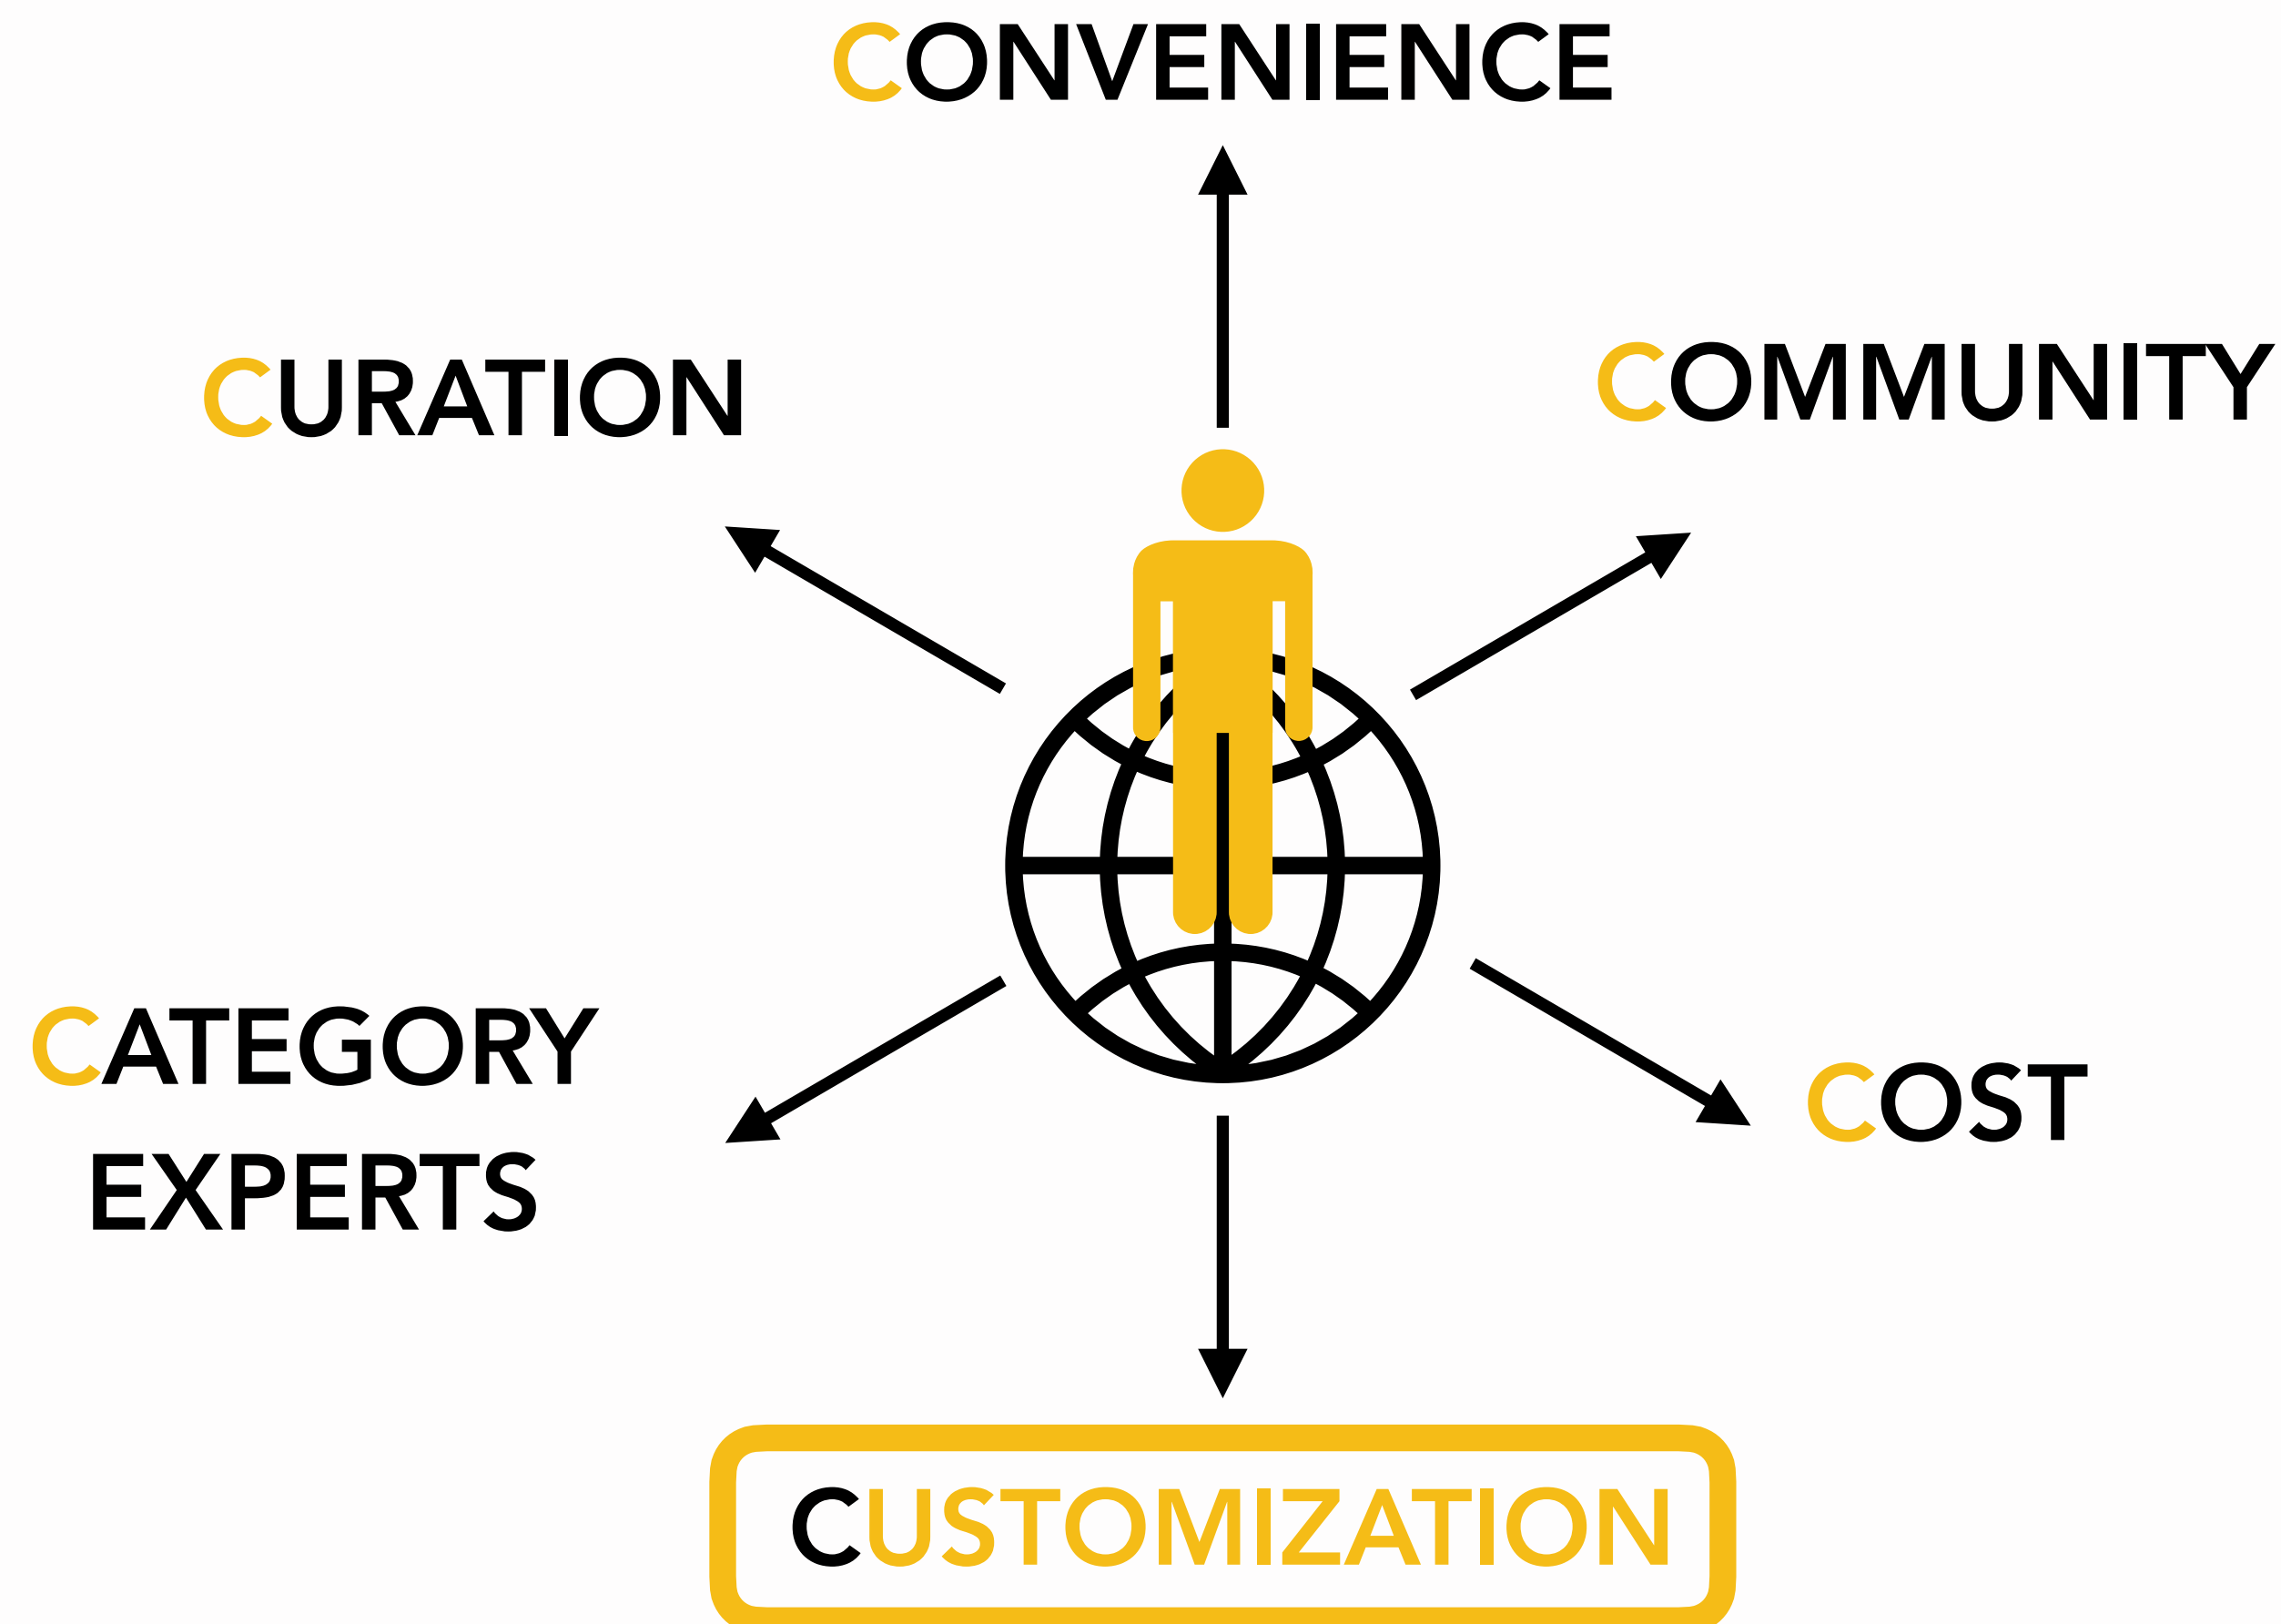 CONVENIENCE
CURATION
COMMUNITY
CATEGORY
EXPERTS
COST
CUSTOMIZATION